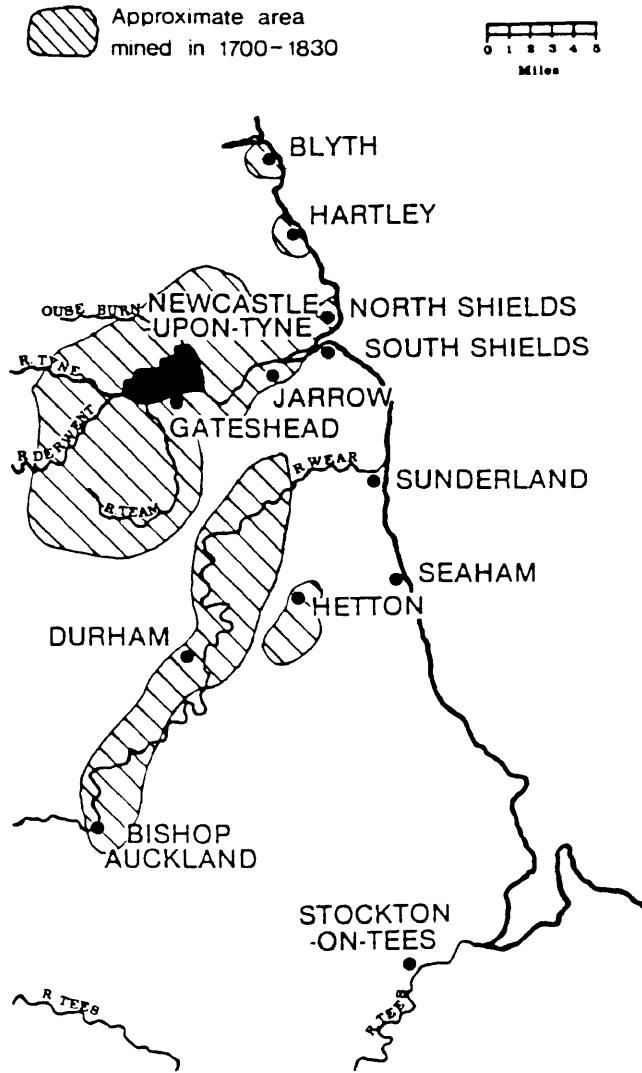 Approximate area
mined in 1700-1830
0 1 2 3 4 5
Miles
BLYTH
HARTLEY
OUSE BURN
NEWCASTLE
-UPON-TYNE
NORTH SHIELDS
R. TYNE
SOUTH SHIELDS
JARROW
R DERWENT
GATESHEAD
R. WEAR
SUNDERLAND
R. TEAM
SEAHAM
HETTON
DURHAM
BISHOP
AUCKLAND
STOCKTON
-ON-TEES
R TEES
R TEES